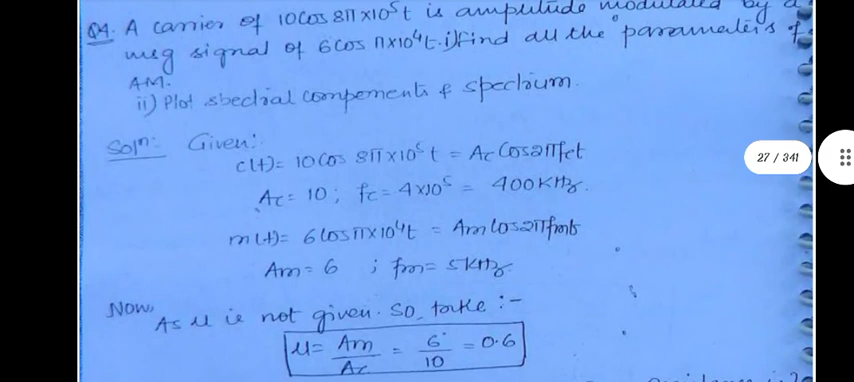 Q4. A carrier of 10cos 8π×10⁵t is amplitude modulated by a
msg signal of 6cos π×10⁴t. i) Find all the parameters of
AM.
ii) Plot spectral components & spectrum.
Solⁿ: Given:
c(t) = 10cos 8π×10⁵ t = Ac Cos2πfct
Ac = 10 ; fc = 4×10⁵ = 400KHz.
m(t) = 6cosπ×10⁴t = Am cos2πfmt
Am = 6 ; fm = 5KHz.
Now,
As μ is not given. So, take :-
μ = Am/Ac = 6/10 = 0.6
27 / 341